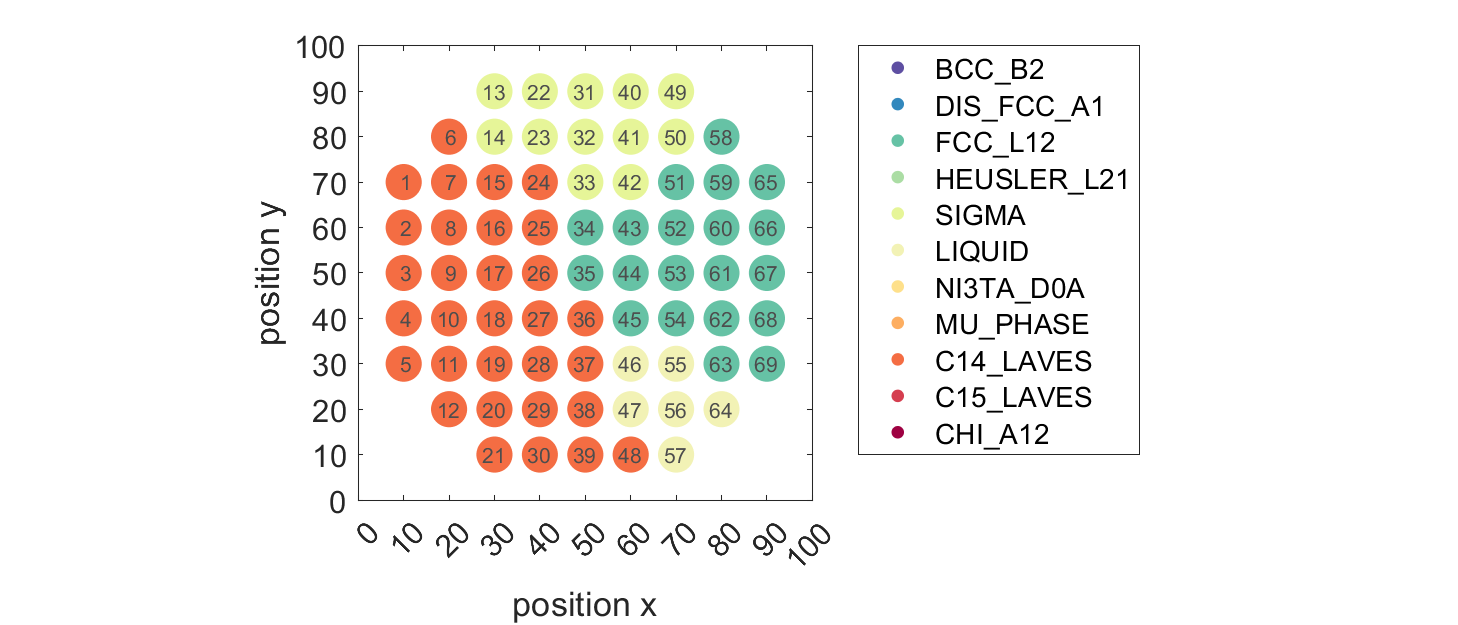 100
90
80
70
60
50
40
30
20
10
0
position y
13 22 31 40 49
6 14 23 32 41 50 58
1 7 15 24 33 42 51 59 65
2 8 16 25 34 43 52 60 66
3 9 17 26 35 44 53 61 67
4 10 18 27 36 45 54 62 68
5 11 19 28 37 46 55 63 69
12 20 29 38 47 56 64
21 30 39 48 57
0 10 20 30 40 50 60 70 80 90 100
position x
BCC_B2
DIS_FCC_A1
FCC_L12
HEUSLER_L21
SIGMA
LIQUID
NI3TA_D0A
MU_PHASE
C14_LAVES
C15_LAVES
CHI_A12